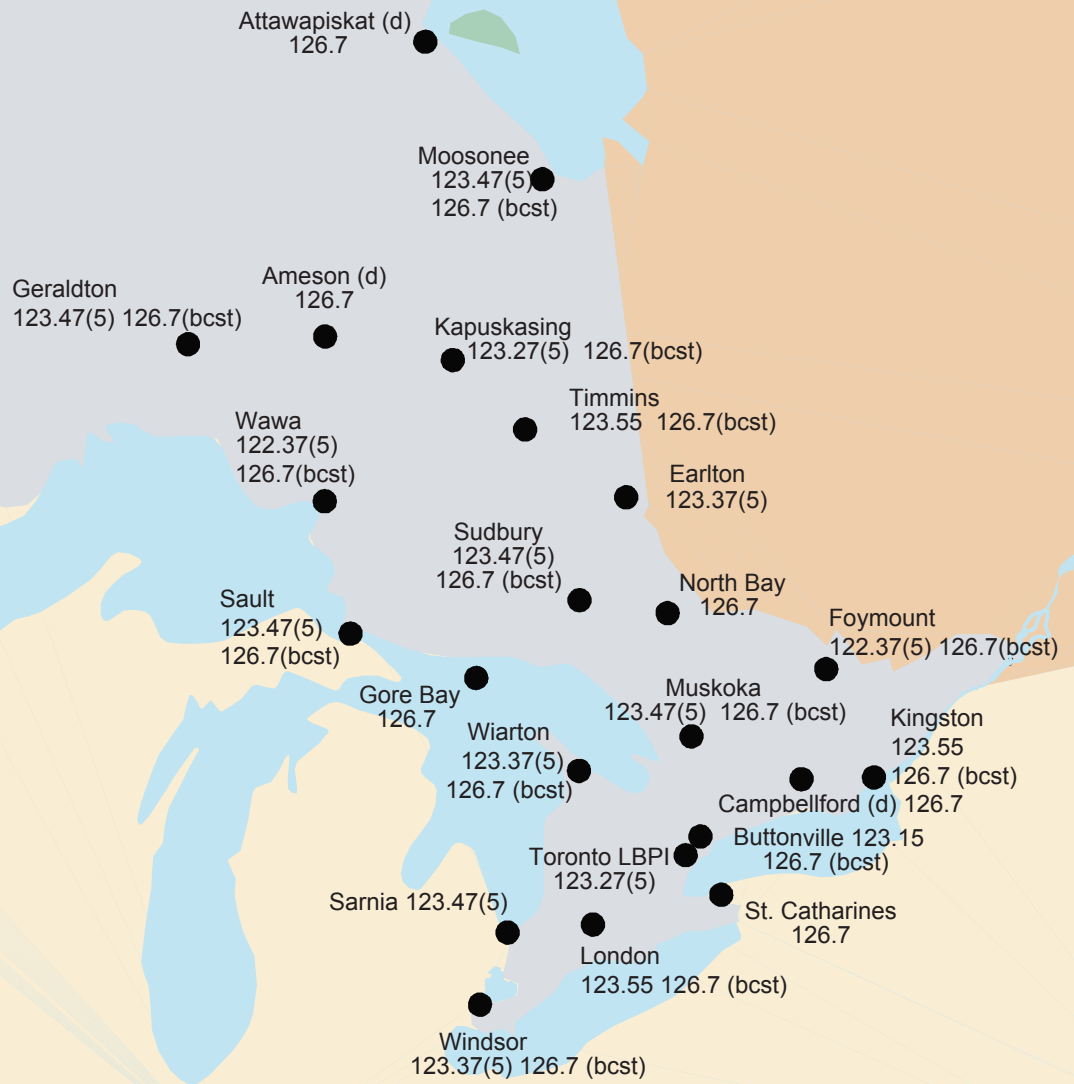 Attawapiskat (d)
126.7
Moosonee
123.47(5)
126.7 (bcst)
Ameson (d)
126.7
Geraldton
123.47(5) 126.7(bcst)
Kapuskasing
123.27(5) 126.7(bcst)
Timmins
123.55 126.7(bcst)
Wawa
122.37(5)
126.7(bcst)
Earlton
123.37(5)
Sudbury
123.47(5)
126.7 (bcst)
North Bay
126.7
Sault
123.47(5)
126.7(bcst)
Foymount
122.37(5) 126.7(bcst)
Gore Bay
126.7
Muskoka
123.47(5) 126.7 (bcst)
Kingston
123.55
126.7 (bcst)
Wiarton
123.37(5)
126.7 (bcst)
Campbellford (d) 126.7
Buttonville 123.15
126.7 (bcst)
Toronto LBPI
123.27(5)
Sarnia 123.47(5)
St. Catharines
126.7
London
123.55 126.7 (bcst)
Windsor
123.37(5) 126.7 (bcst)